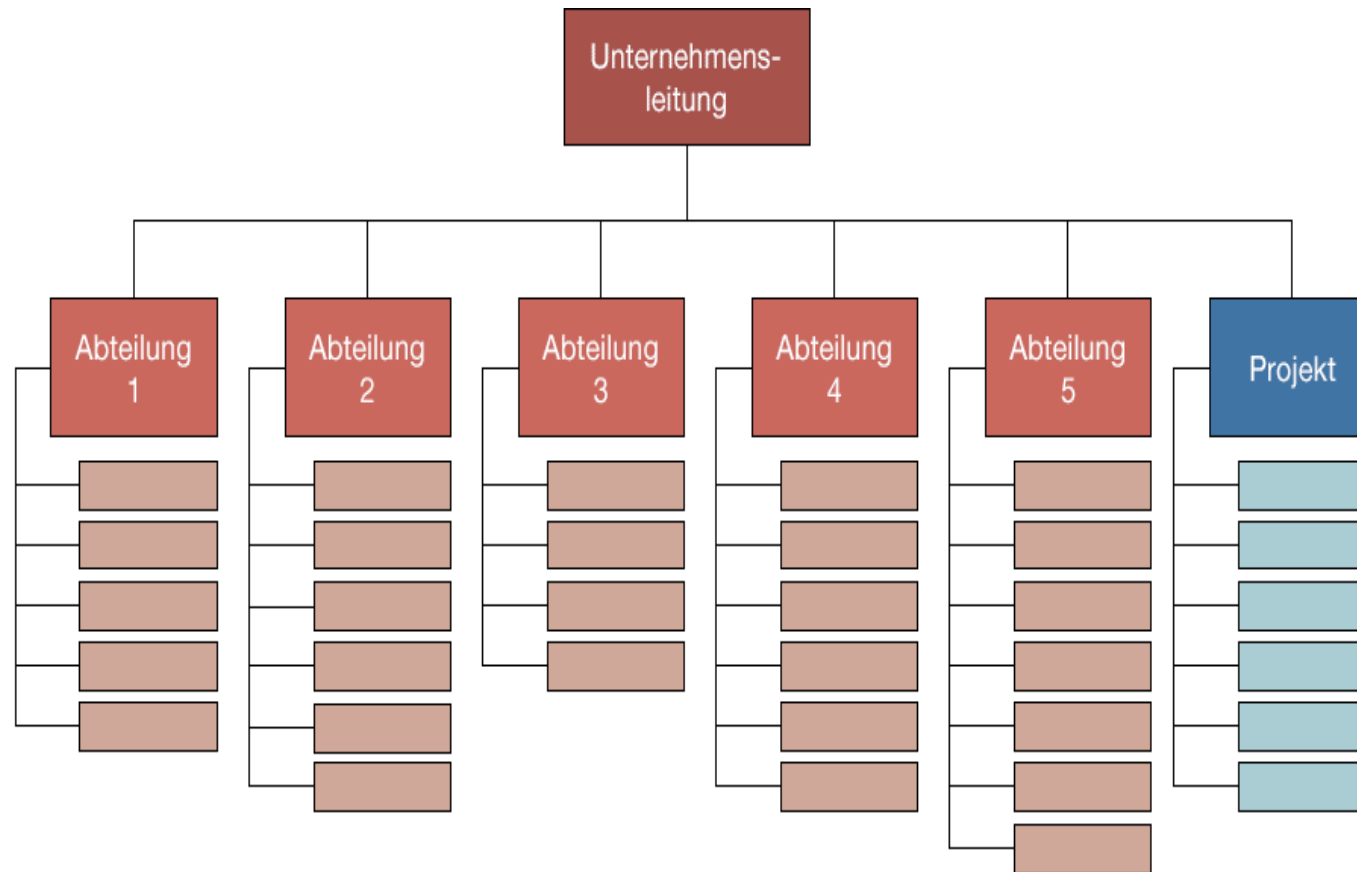 Unternehmens-
leitung
Abteilung
1
Abteilung
2
Abteilung
3
Abteilung
4
Abteilung
5
Projekt